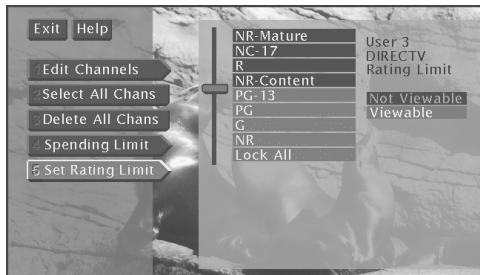 Exit Help
1 Edit Channels
2 Select All Chans
3 Delete All Chans
4 Spending Limit
5 Set Rating Limit
NR-Mature
NC-17
R
NR-Content
PG-13
PG
G
NR
Lock All
User 3
DIRECTV
Rating Limit
Not Viewable
Viewable